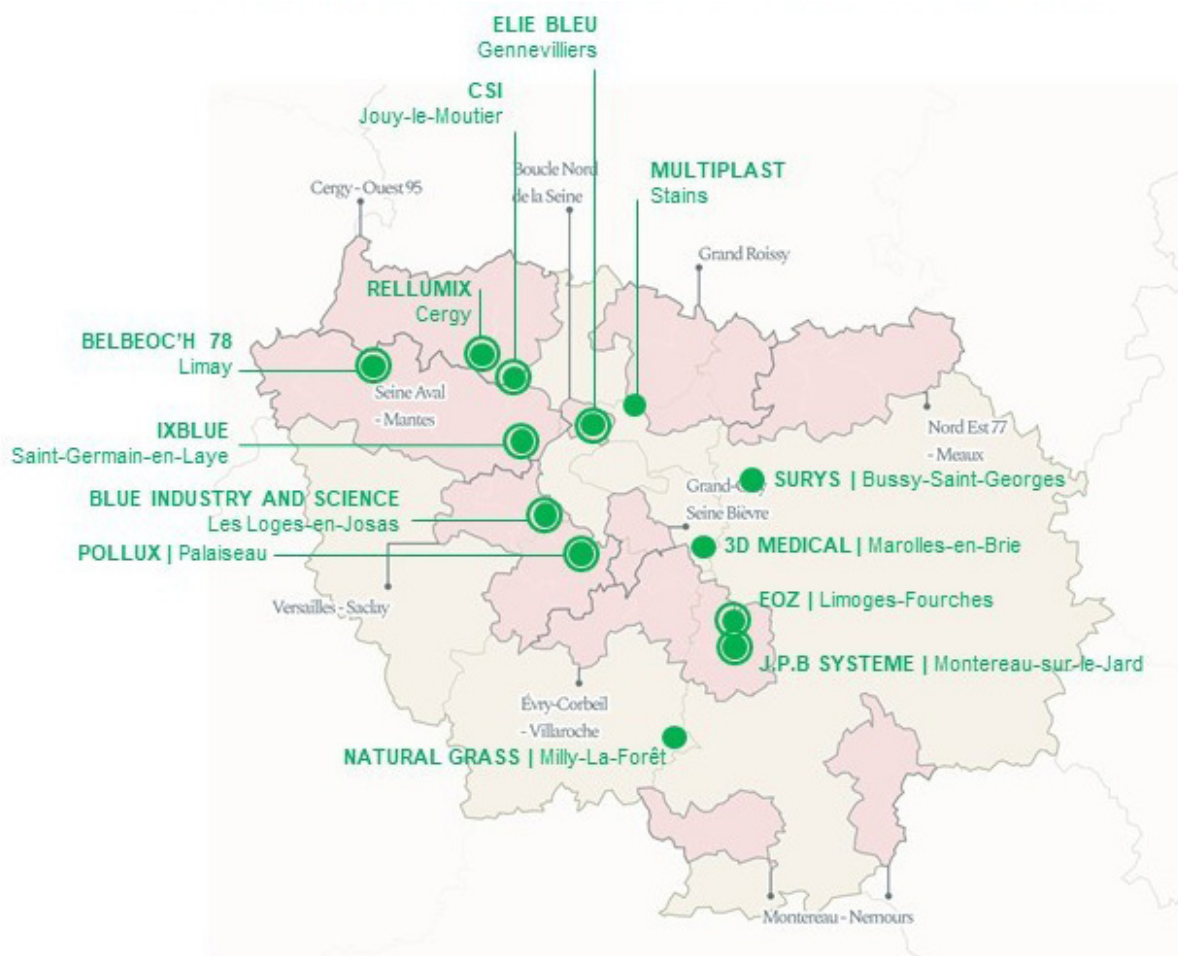 ELIE BLEU
Gennevilliers
CSI
Jouy-le-Moutier
Boucle Nord
de la Seine
MULTIPLAST
Stains
Cergy - Ouest 95
Grand Roissy
RELLUMIX
Cergy
BELBEOC'H 78
Limay
Seine Aval
- Mantes
IXBLUE
Saint-Germain-en-Laye
Nord Est 77
- Meaux
SURYS | Bussy-Saint-Georges
BLUE INDUSTRY AND SCIENCE
Les Loges-en-Josas
Seine Bièvre
POLLUX | Palaiseau
3D MEDICAL | Marolles-en-Brie
Versailles - Saclay
EOZ | Limoges-Fourches
J.P.B SYSTEME | Montereau-sur-le-Jard
Évry-Corbeil
- Villaroche
NATURAL GRASS | Milly-La-Forêt
Montereau - Nemours